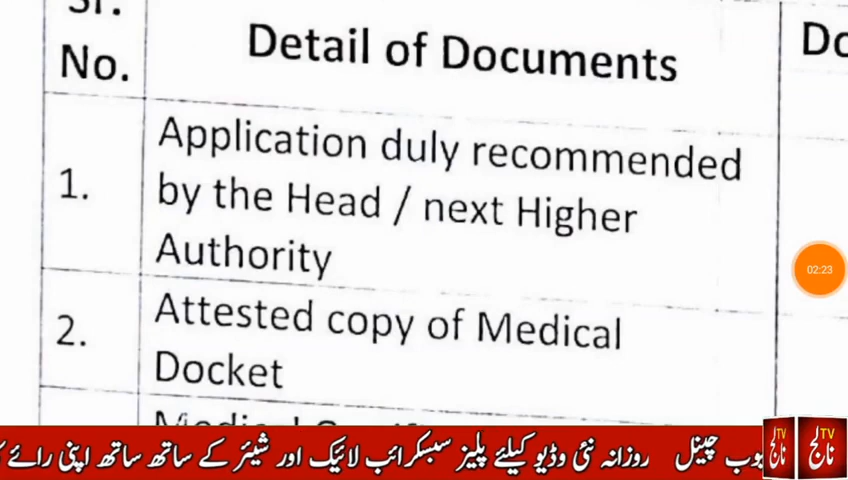 Sr.
No.
Detail of Documents
1.
Application duly recommended
by the Head / next Higher
Authority
2.
Attested copy of Medical
Docket
Medical
02:23
چینل روزانہ نئی وڈیو کیلئے پلیز سبسکرائب لائیک اور شیئر کے ساتھ ساتھ اپنی رائے
TV
نالج
TV
نالج